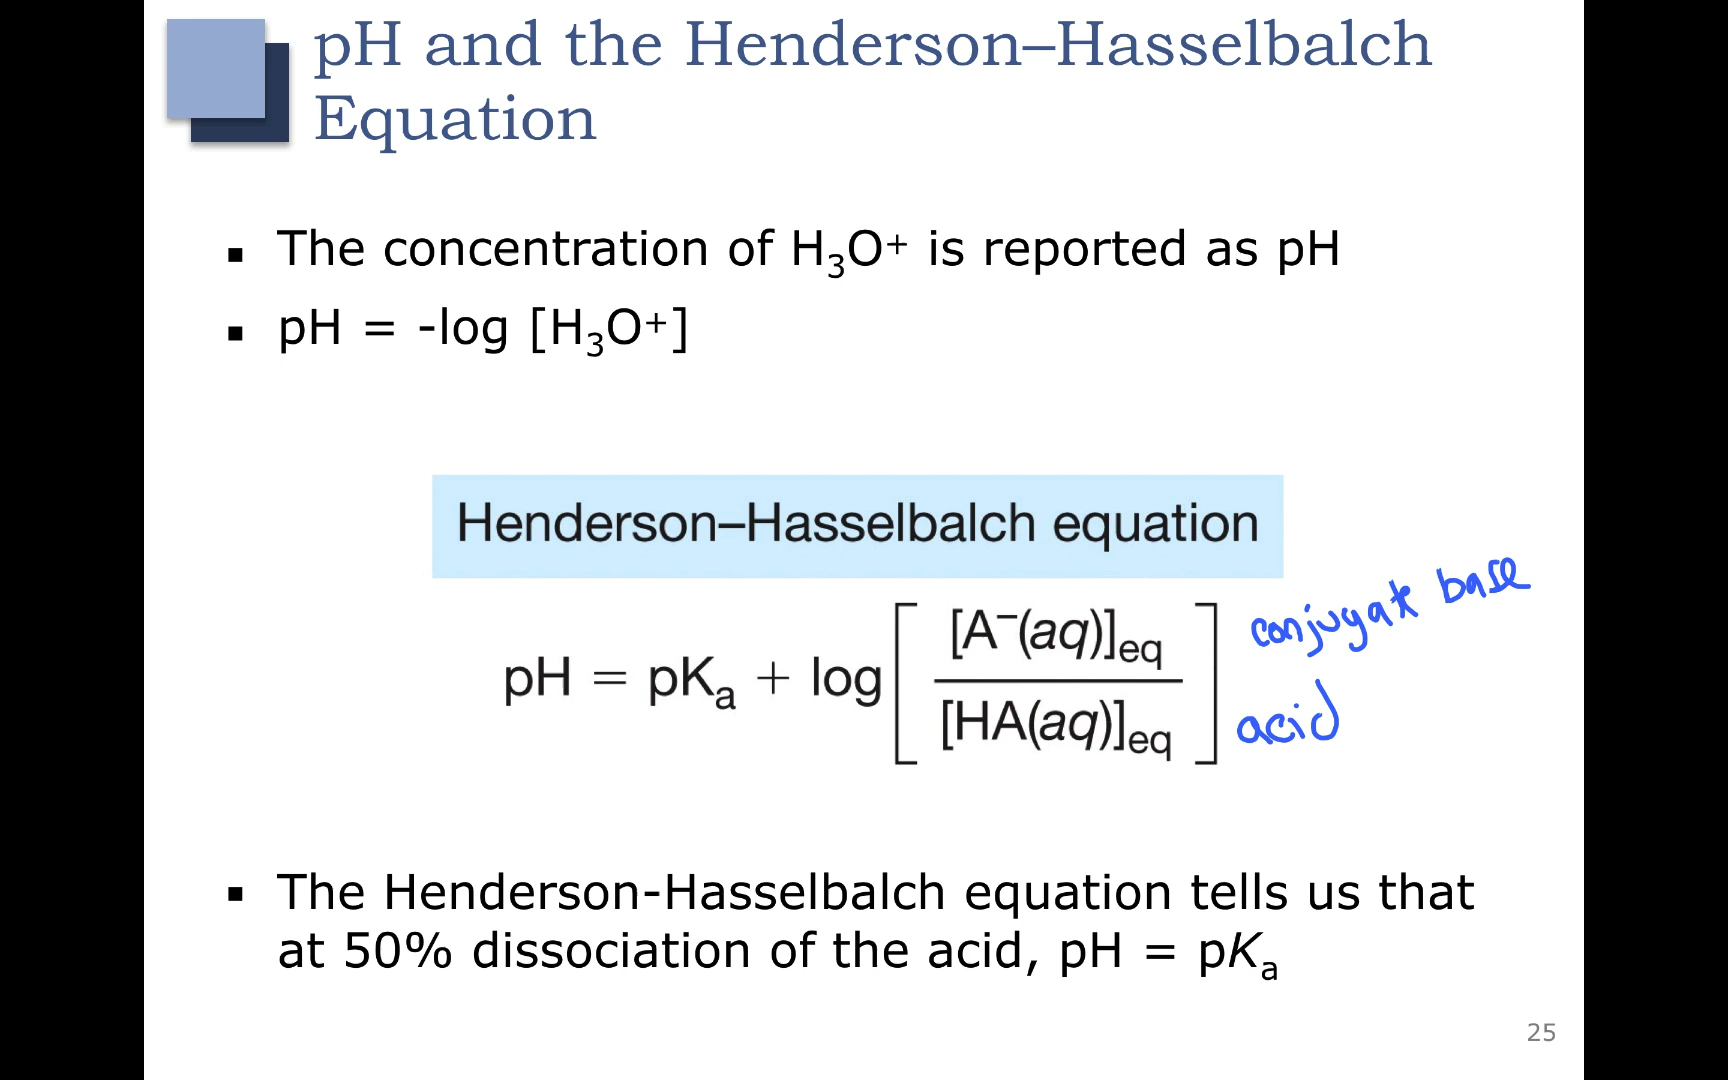 pH and the Henderson–Hasselbalch
Equation
▪ The concentration of H₃O⁺ is reported as pH
▪ pH = -log [H₃O⁺]
Henderson–Hasselbalch equation
pH = pKₐ + log[ [A⁻(aq)]eq / [HA(aq)]eq ]
conjugate base
acid
▪ The Henderson-Hasselbalch equation tells us that
at 50% dissociation of the acid, pH = pKₐ
25